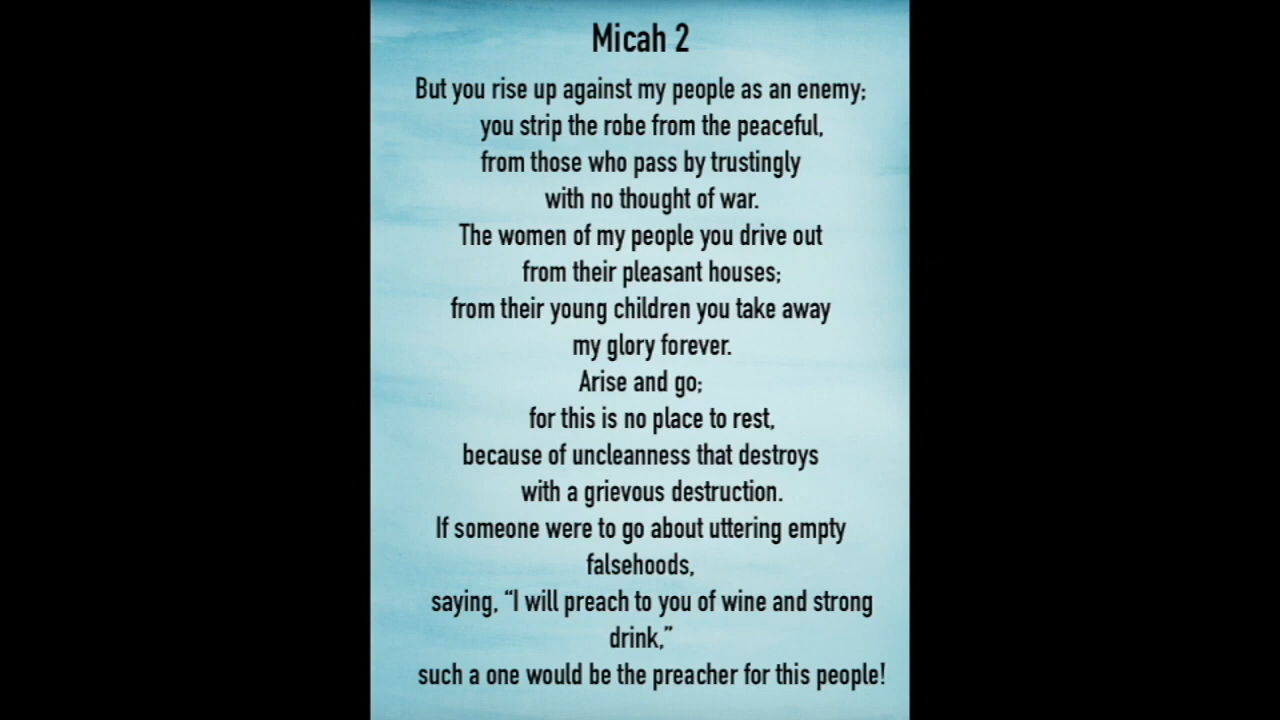 Micah 2
But you rise up against my people as an enemy;
you strip the robe from the peaceful,
from those who pass by trustingly
with no thought of war.
The women of my people you drive out
from their pleasant houses;
from their young children you take away
my glory forever.
Arise and go;
for this is no place to rest,
because of uncleanness that destroys
with a grievous destruction.
If someone were to go about uttering empty
falsehoods,
saying, “I will preach to you of wine and strong
drink,”
such a one would be the preacher for this people!